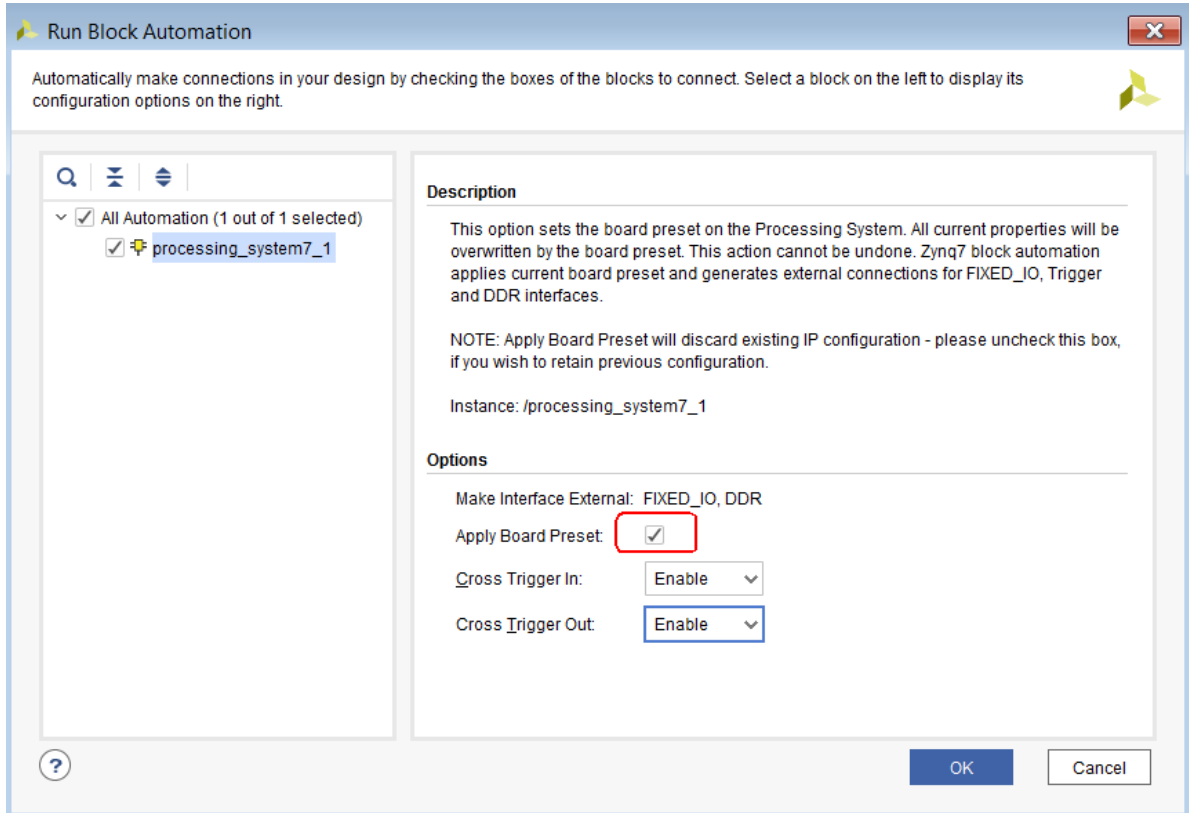 Run Block Automation
Automatically make connections in your design by checking the boxes of the blocks to connect. Select a block on the left to display its
configuration options on the right.
All Automation (1 out of 1 selected)
processing_system7_1
Description
This option sets the board preset on the Processing System. All current properties will be
overwritten by the board preset. This action cannot be undone. Zynq7 block automation
applies current board preset and generates external connections for FIXED_IO, Trigger
and DDR interfaces.
NOTE: Apply Board Preset will discard existing IP configuration - please uncheck this box,
if you wish to retain previous configuration.
Instance: /processing_system7_1
Options
Make Interface External: FIXED_IO, DDR
Apply Board Preset:
Cross Trigger In: Enable
Cross Trigger Out: Enable
?
OK Cancel